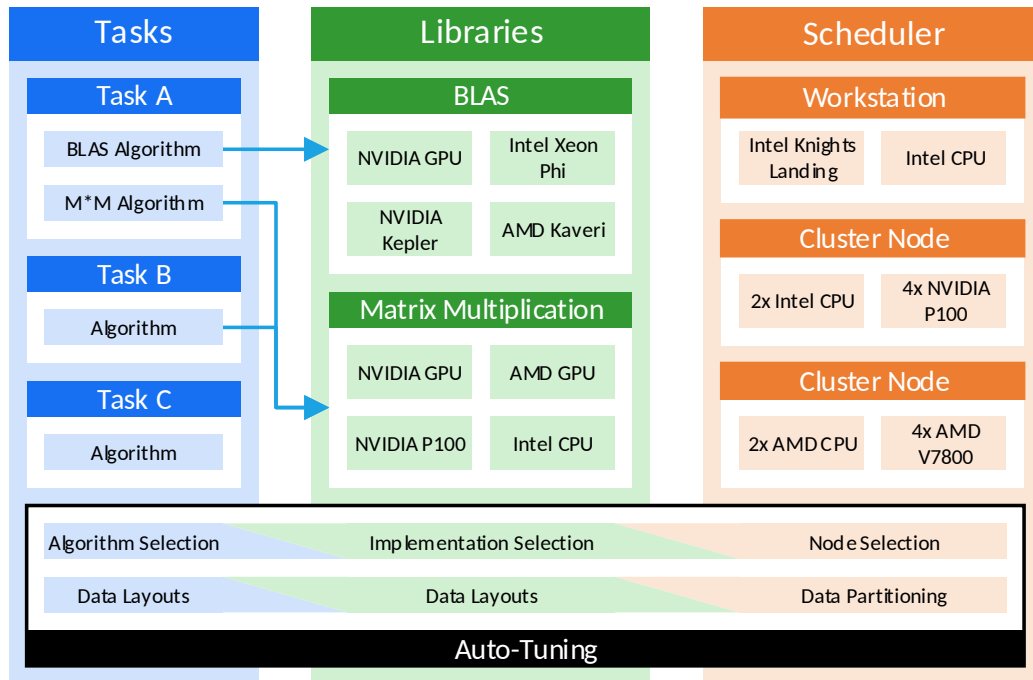 Tasks
Task A
BLAS Algorithm
M*M Algorithm
Task B
Algorithm
Task C
Algorithm
Libraries
BLAS
NVIDIA GPU
Intel Xeon
Phi
NVIDIA
Kepler
AMD Kaveri
Matrix Multiplication
NVIDIA GPU
AMD GPU
NVIDIA P100
Intel CPU
Scheduler
Workstation
Intel Knights
Landing
Intel CPU
Cluster Node
2x Intel CPU
4x NVIDIA
P100
Cluster Node
2x AMD CPU
4x AMD
V7800
Algorithm Selection
Implementation Selection
Node Selection
Data Layouts
Data Layouts
Data Partitioning
Auto-Tuning